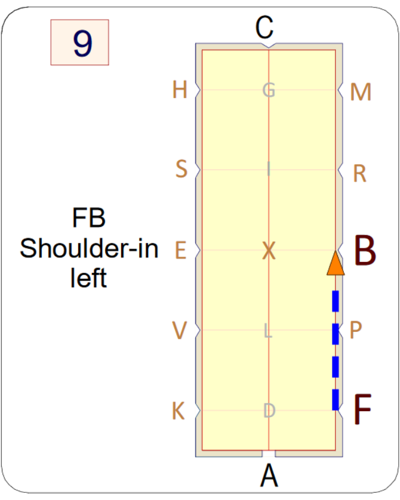 9
C
H G M
S I R
FB
Shoulder-in
left
E X B
V L P
K D F
A